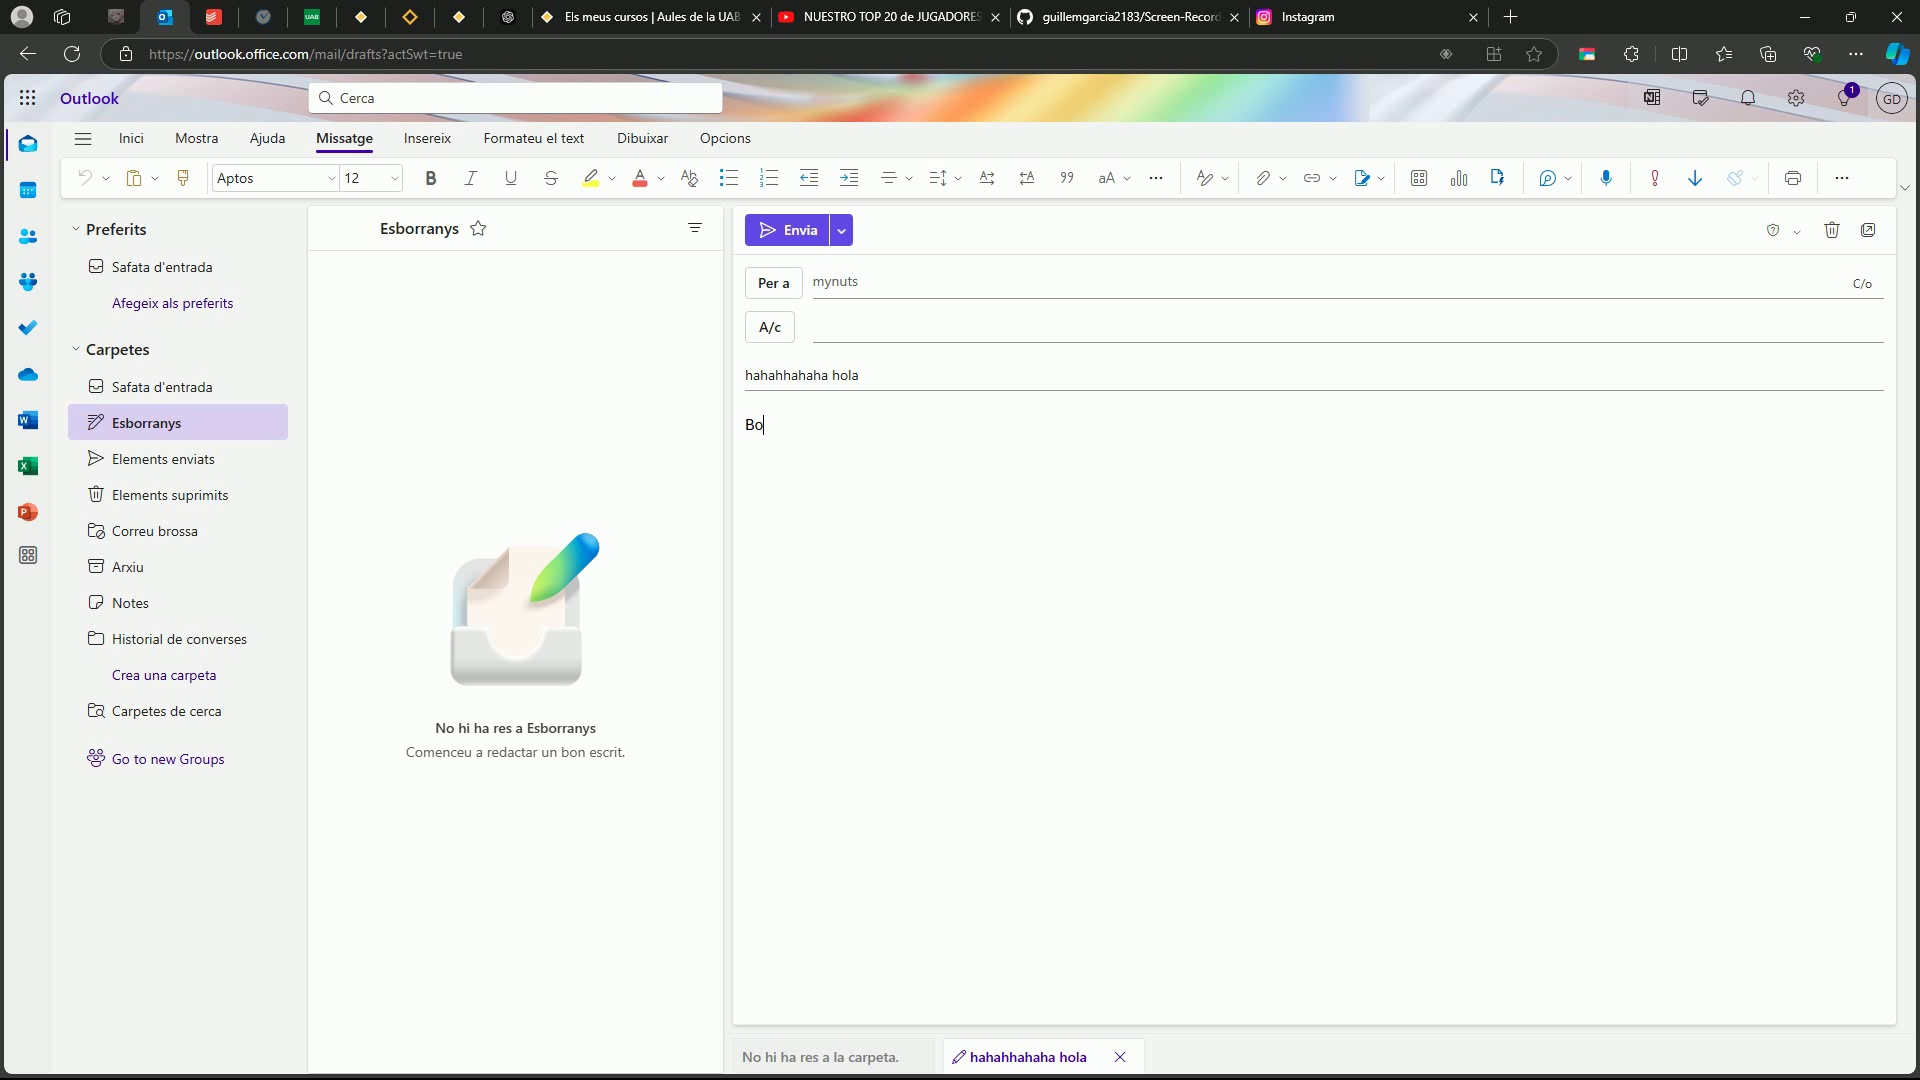 Els meus cursos | Aules de la UAB
NUESTRO TOP 20 de JUGADORES
guillemgarcia2183/Screen-Record
Instagram
https://outlook.office.com/mail/drafts?actSwt=true
Outlook
Cerca
1
GD
Inici
Mostra
Ajuda
Missatge
Insereix
Formateu el text
Dibuixar
Opcions
Aptos
12
Preferits
Safata d'entrada
Afegeix als preferits
Carpetes
Safata d'entrada
Esborranys
Elements enviats
Elements suprimits
Correu brossa
Arxiu
Notes
Historial de converses
Crea una carpeta
Carpetes de cerca
Go to new Groups
Esborranys
No hi ha res a Esborranys
Comenceu a redactar un bon escrit.
Envia
Per a
mynuts
C/o
A/c
hahahhahaha hola
Bo
No hi ha res a la carpeta.
hahahhahaha hola